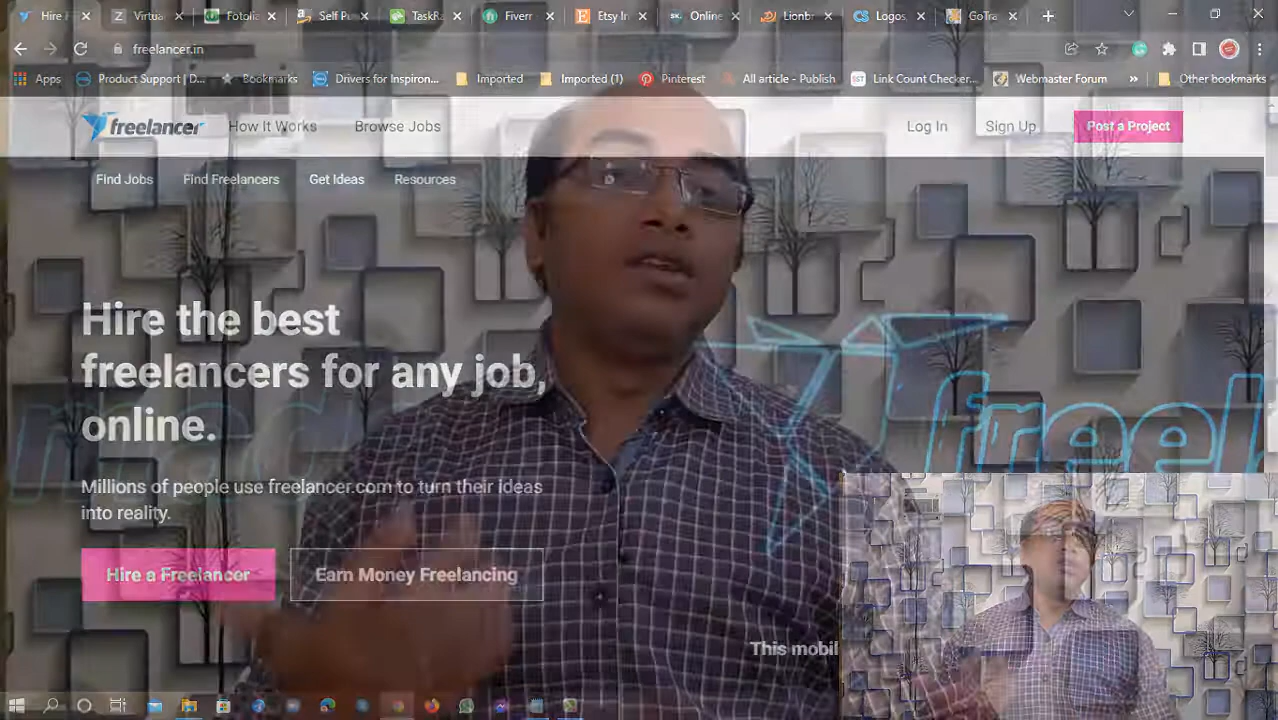 Hire
Virtua
Fotolia
Self Pu
TaskRa
Fiverr
Etsy
Online
Lionbr
Logos,
GoTra
freelancer.in
Apps
Product Support | D...
Bookmarks
Drivers for Inspiron...
Imported
Imported (1)
Pinterest
All article - Publish
Link Count Checker...
Webmaster Forum
»
Other bookmarks
freelancer
How It Works
Browse Jobs
Log In
Sign Up
Post a Project
Find Jobs
Find Freelancers
Get Ideas
Resources
Hire the best
freelancers for any job,
online.
Millions of people use freelancer.com to turn their ideas
into reality.
Hire a Freelancer
Earn Money Freelancing
freel
This mobil